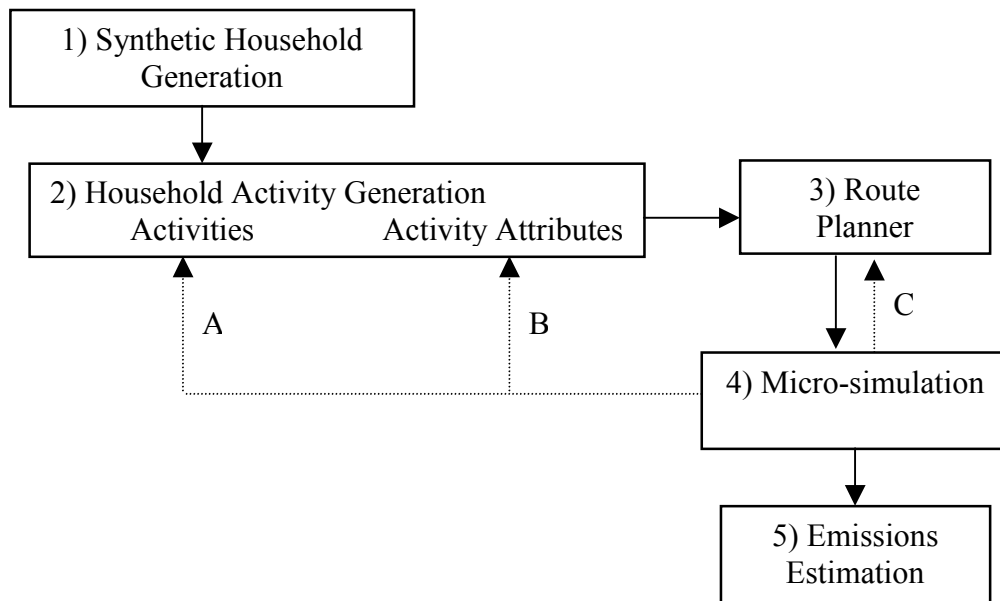 1) Synthetic Household
Generation
2) Household Activity Generation
Activities Activity Attributes
3) Route
Planner
A
B
C
4) Micro-simulation
5) Emissions
Estimation